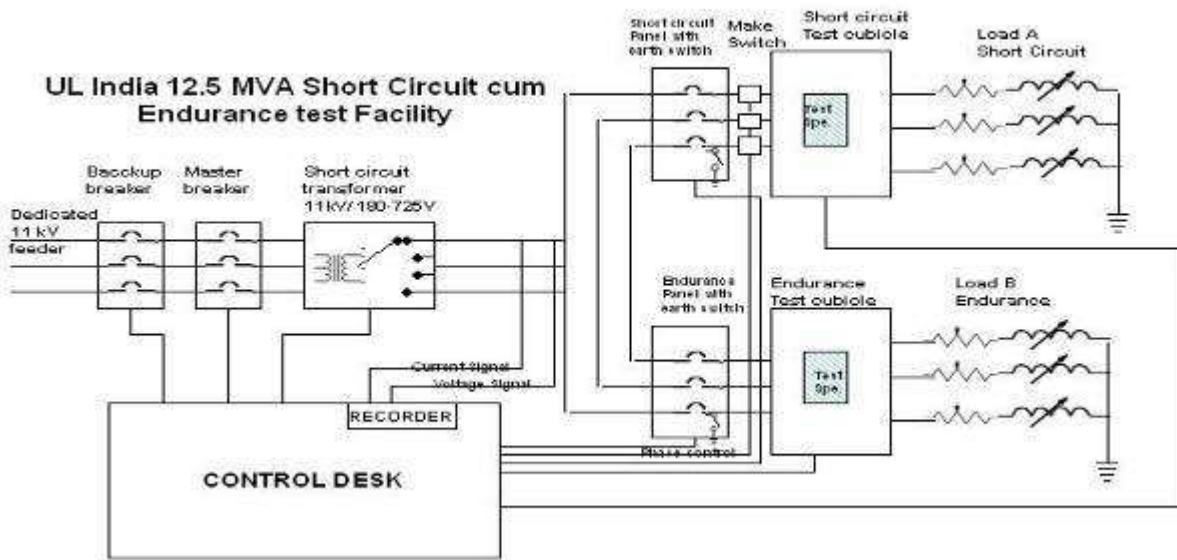 UL India 12.5 MVA Short Circuit cum
Endurance test Facility
Bacckup
breaker
Master
breaker
Short circuit
transformer
11kV/190-725V
Dedicated
11 kV
feeder
Short circuit
Panel with
earth switch
Make
Switch
Short circuit
Test cubicle
Load A
Short Circuit
Test
Spe.
Endurance
Panel with
earth switch
Endurance
Test cubicle
Load B
Endurance
Test
Spe.
Current Signal
Voltage Signal
RECORDER
Phase control
CONTROL DESK